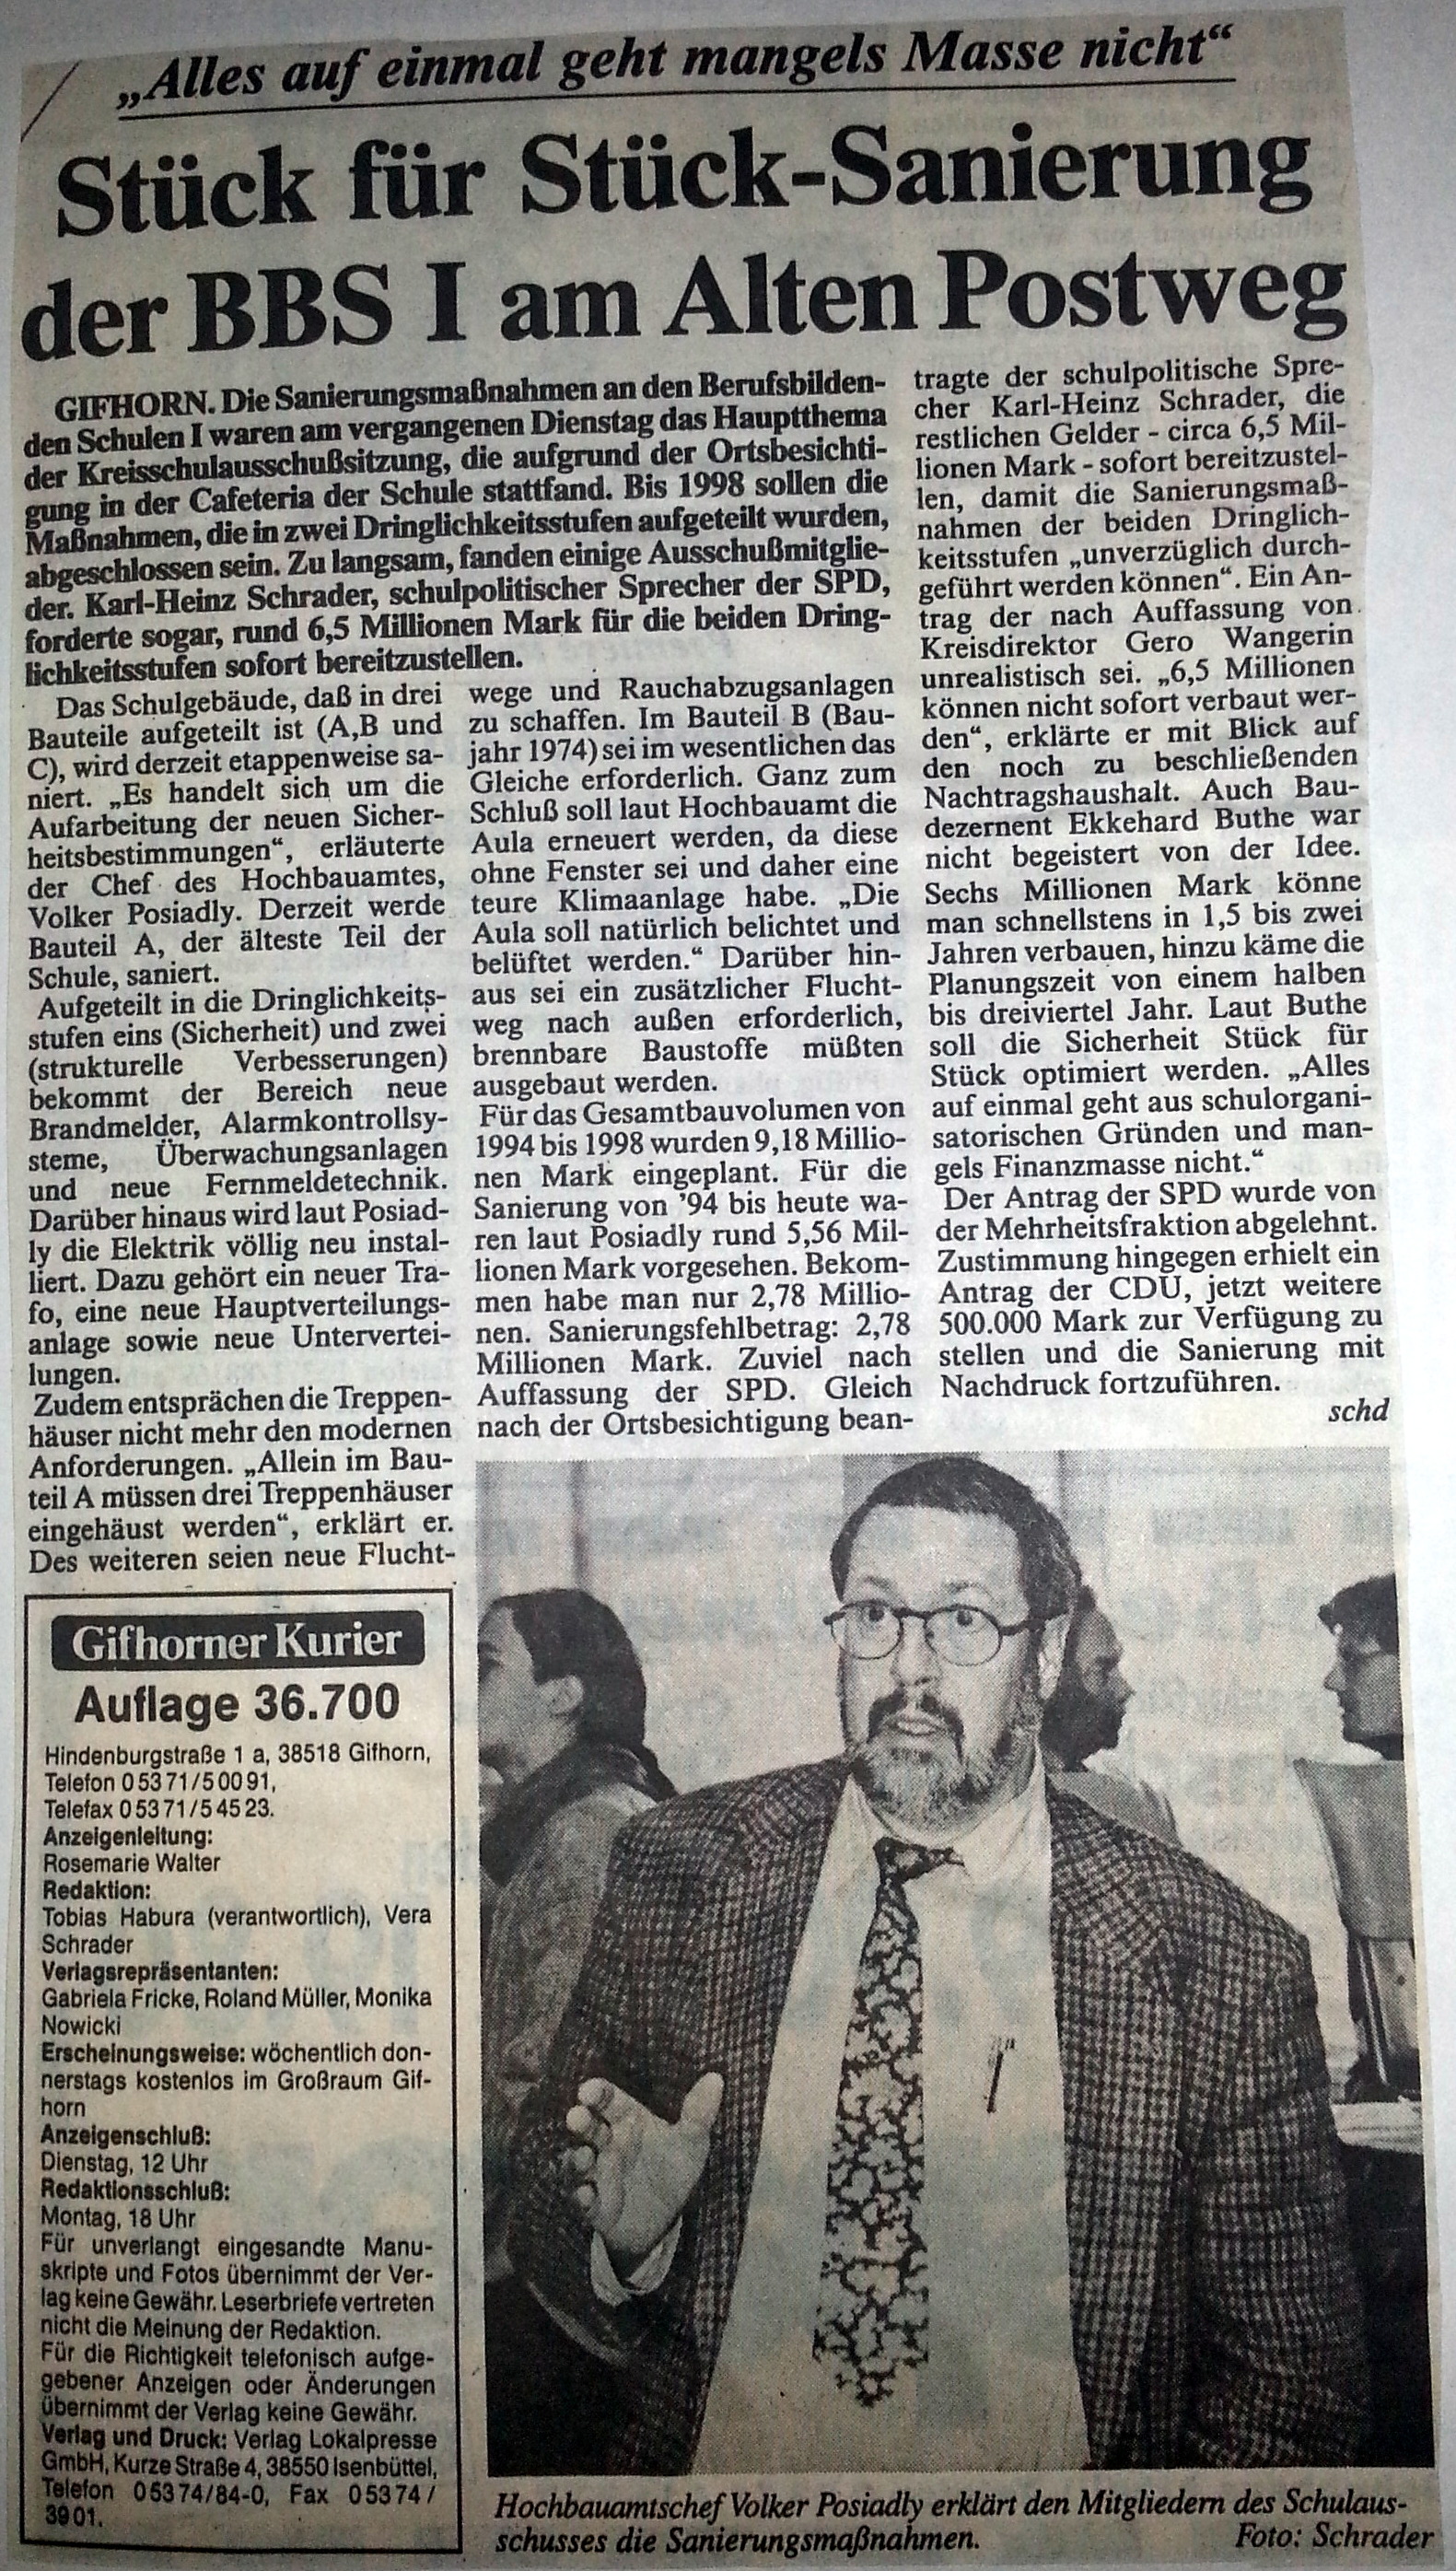 „Alles auf einmal geht mangels Masse nicht“
Stück für Stück-Sanierung
der BBS I am Alten Postweg
GIFHORN. Die Sanierungsmaßnahmen an den Berufsbilden-
den Schulen I waren am vergangenen Dienstag das Hauptthema
der Kreisschulausschußsitzung, die aufgrund der Ortsbesichti-
gung in der Cafeteria der Schule stattfand. Bis 1998 sollen die
Maßnahmen, die in zwei Dringlichkeitsstufen aufgeteilt wurden,
abgeschlossen sein. Zu langsam, fanden einige Ausschußmitglie-
der. Karl-Heinz Schrader, schulpolitischer Sprecher der SPD,
forderte sogar, rund 6,5 Millionen Mark für die beiden Dring-
lichkeitsstufen sofort bereitzustellen.
Das Schulgebäude, daß in drei
Bauteile aufgeteilt ist (A,B und
C), wird derzeit etappenweise sa-
niert. „Es handelt sich um die
Aufarbeitung der neuen Sicher-
heitsbestimmungen“, erläuterte
der Chef des Hochbauamtes,
Volker Posiadly. Derzeit werde
Bauteil A, der älteste Teil der
Schule, saniert.
Aufgeteilt in die Dringlichkeits-
stufen eins (Sicherheit) und zwei
(strukturelle Verbesserungen)
bekommt der Bereich neue
Brandmelder, Alarmkontrollsy-
steme, Überwachungsanlagen
und neue Fernmeldetechnik.
Darüber hinaus wird laut Posiad-
ly die Elektrik völlig neu instal-
liert. Dazu gehört ein neuer Tra-
fo, eine neue Hauptverteilungs-
anlage sowie neue Untervertei-
lungen.
Zudem entsprächen die Treppen-
häuser nicht mehr den modernen
Anforderungen. „Allein im Bau-
teil A müssen drei Treppenhäuser
eingehäust werden“, erklärt er.
Des weiteren seien neue Flucht-
wege und Rauchabzugsanlagen
zu schaffen. Im Bauteil B (Bau-
jahr 1974) sei im wesentlichen das
Gleiche erforderlich. Ganz zum
Schluß soll laut Hochbauamt die
Aula erneuert werden, da diese
ohne Fenster sei und daher eine
teure Klimaanlage habe. „Die
Aula soll natürlich belichtet und
belüftet werden.“ Darüber hin-
aus sei ein zusätzlicher Flucht-
weg nach außen erforderlich,
brennbare Baustoffe müßten
ausgebaut werden.
Für das Gesamtbauvolumen von
1994 bis 1998 wurden 9,18 Millio-
nen Mark eingeplant. Für die
Sanierung von '94 bis heute wa-
ren laut Posiadly rund 5,56 Mil-
lionen Mark vorgesehen. Bekom-
men habe man nur 2,78 Millio-
nen. Sanierungsfehlbetrag: 2,78
Millionen Mark. Zuviel nach
Auffassung der SPD. Gleich
nach der Ortsbesichtigung bean-
tragte der schulpolitische Spre-
cher Karl-Heinz Schrader, die
restlichen Gelder - circa 6,5 Mil-
lionen Mark - sofort bereitzustel-
len, damit die Sanierungsmaß-
nahmen der beiden Dringlich-
keitsstufen „unverzüglich durch-
geführt werden können“. Ein An-
trag der nach Auffassung von
Kreisdirektor Gero Wangerin
unrealistisch sei. „6,5 Millionen
können nicht sofort verbaut wer-
den“, erklärte er mit Blick auf
den noch zu beschließenden
Nachtragshaushalt. Auch Bau-
dezernent Ekkehard Buthe war
nicht begeistert von der Idee.
Sechs Millionen Mark könne
man schnellstens in 1,5 bis zwei
Jahren verbauen, hinzu käme die
Planungszeit von einem halben
bis dreiviertel Jahr. Laut Buthe
soll die Sicherheit Stück für
Stück optimiert werden. „Alles
auf einmal geht aus schulorgani-
satorischen Gründen und man-
gels Finanzmasse nicht.“
Der Antrag der SPD wurde von
der Mehrheitsfraktion abgelehnt.
Zustimmung hingegen erhielt ein
Antrag der CDU, jetzt weitere
500.000 Mark zur Verfügung zu
stellen und die Sanierung mit
Nachdruck fortzuführen.
schd
Gifhorner Kurier
Auflage 36.700
Hindenburgstraße 1 a, 38518 Gifhorn,
Telefon 0 53 71/5 00 91,
Telefax 0 53 71/5 45 23.
Anzeigenleitung:
Rosemarie Walter
Redaktion:
Tobias Habura (verantwortlich), Vera
Schrader
Verlagsrepräsentanten:
Gabriela Fricke, Roland Müller, Monika
Nowicki
Erscheinungsweise: wöchentlich don-
nerstags kostenlos im Großraum Gif-
horn
Anzeigenschluß:
Dienstag, 12 Uhr
Redaktionsschluß:
Montag, 18 Uhr
Für unverlangt eingesandte Manu-
skripte und Fotos übernimmt der Ver-
lag keine Gewähr. Leserbriefe vertreten
nicht die Meinung der Redaktion.
Für die Richtigkeit telefonisch aufge-
gebener Anzeigen oder Änderungen
übernimmt der Verlag keine Gewähr.
Verlag und Druck: Verlag Lokalpresse
GmbH, Kurze Straße 4, 38550 Isenbüttel,
Telefon 0 53 74/84-0, Fax 0 53 74 /
39 01.
Hochbauamtschef Volker Posiadly erklärt den Mitgliedern des Schulaus-
schusses die Sanierungsmaßnahmen. Foto: Schrader